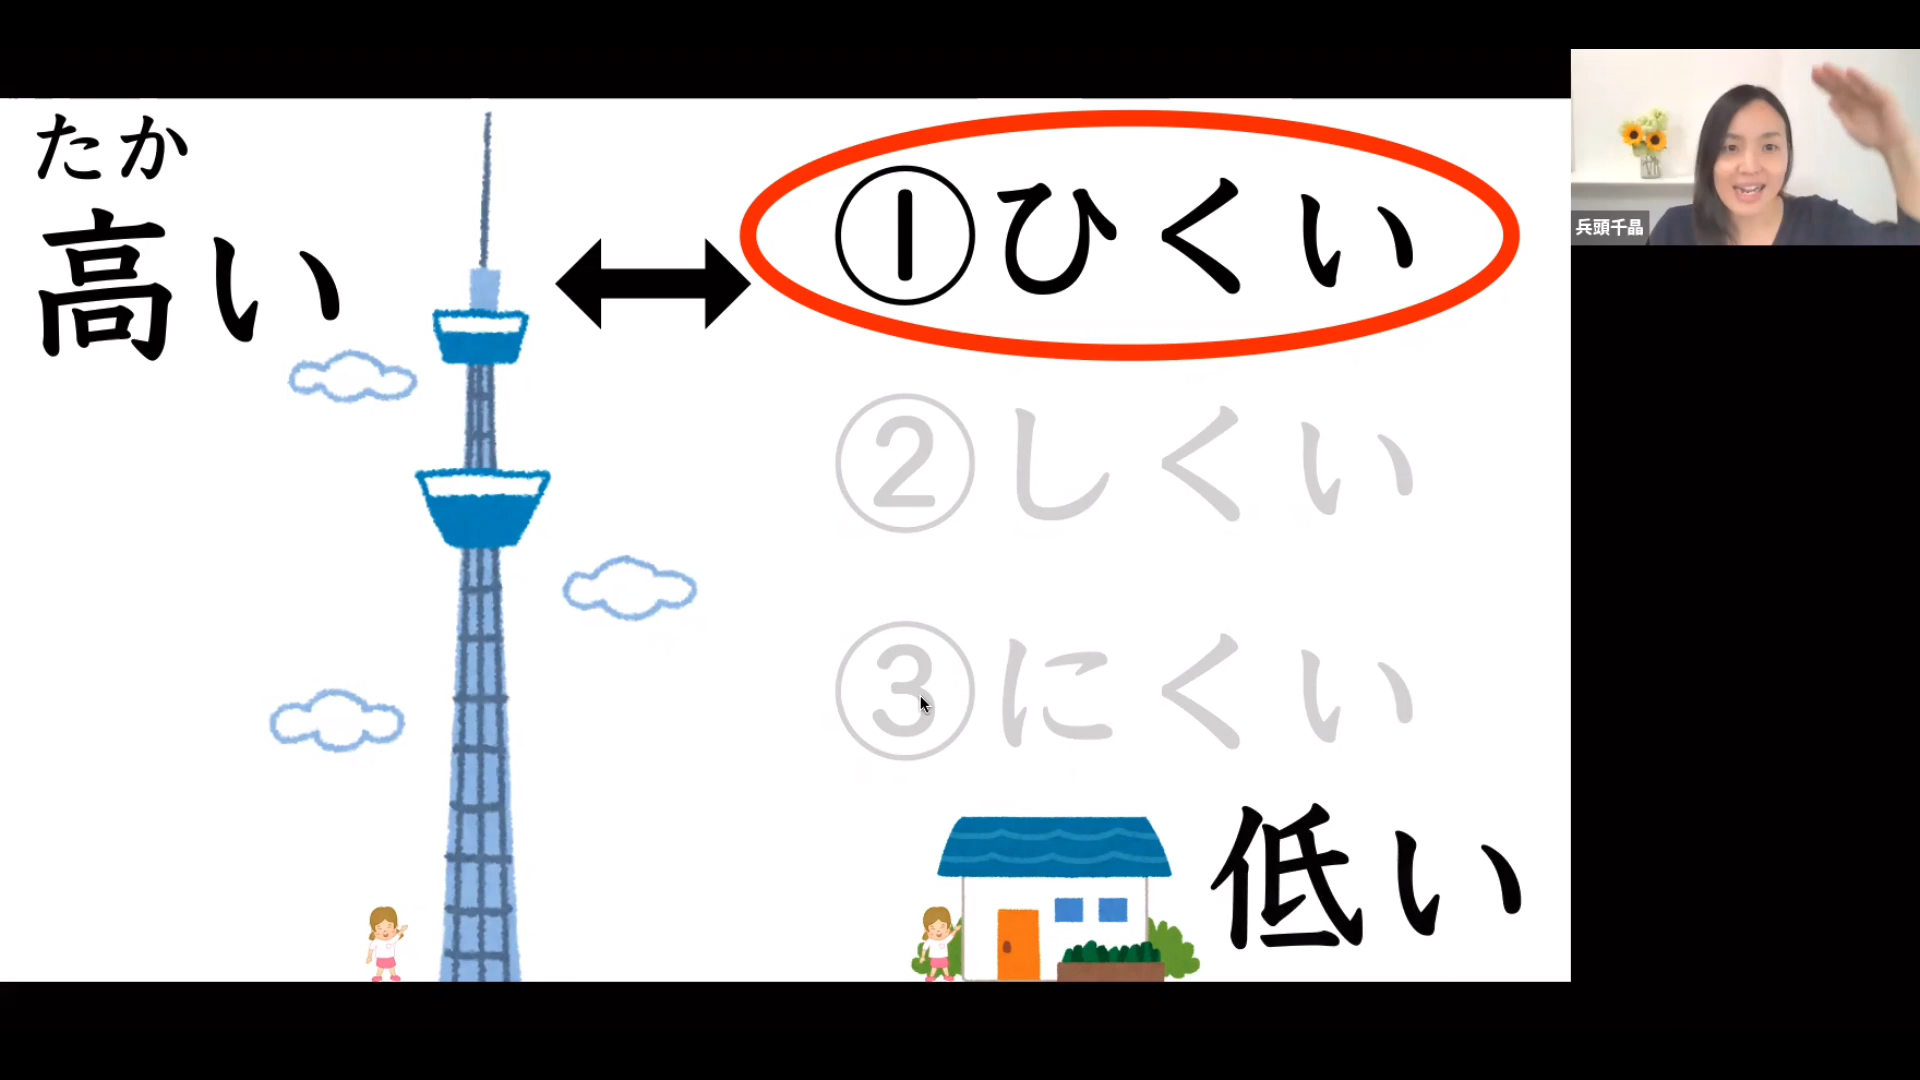 たか
高い
①ひくい
②しくい
③にくい
低い
兵頭千晶